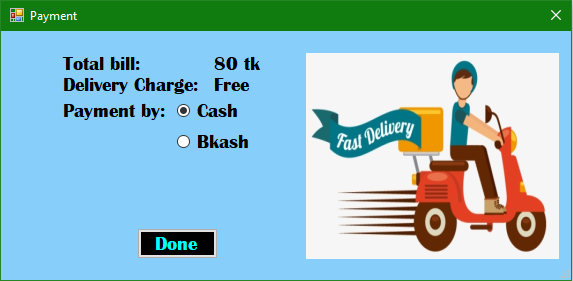 Payment
Total bill: 80 tk
Delivery Charge: Free
Payment by: Cash
Bkash
Done
Fast Delivery